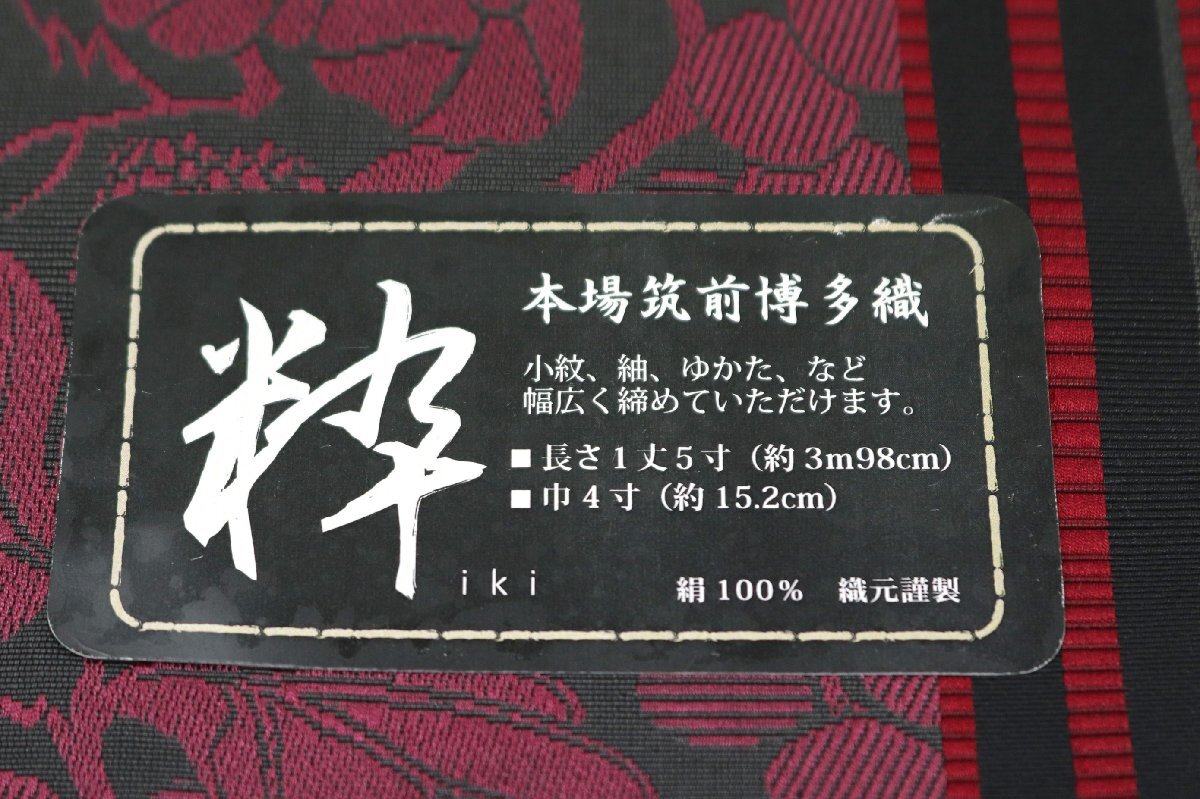 粋
iki
本場筑前博多織
小紋、紬、ゆかた、など
幅広く締めていただけます。
■長さ1丈5寸（約3m98cm）
■巾4寸（約15.2cm）
絹100% 織元謹製